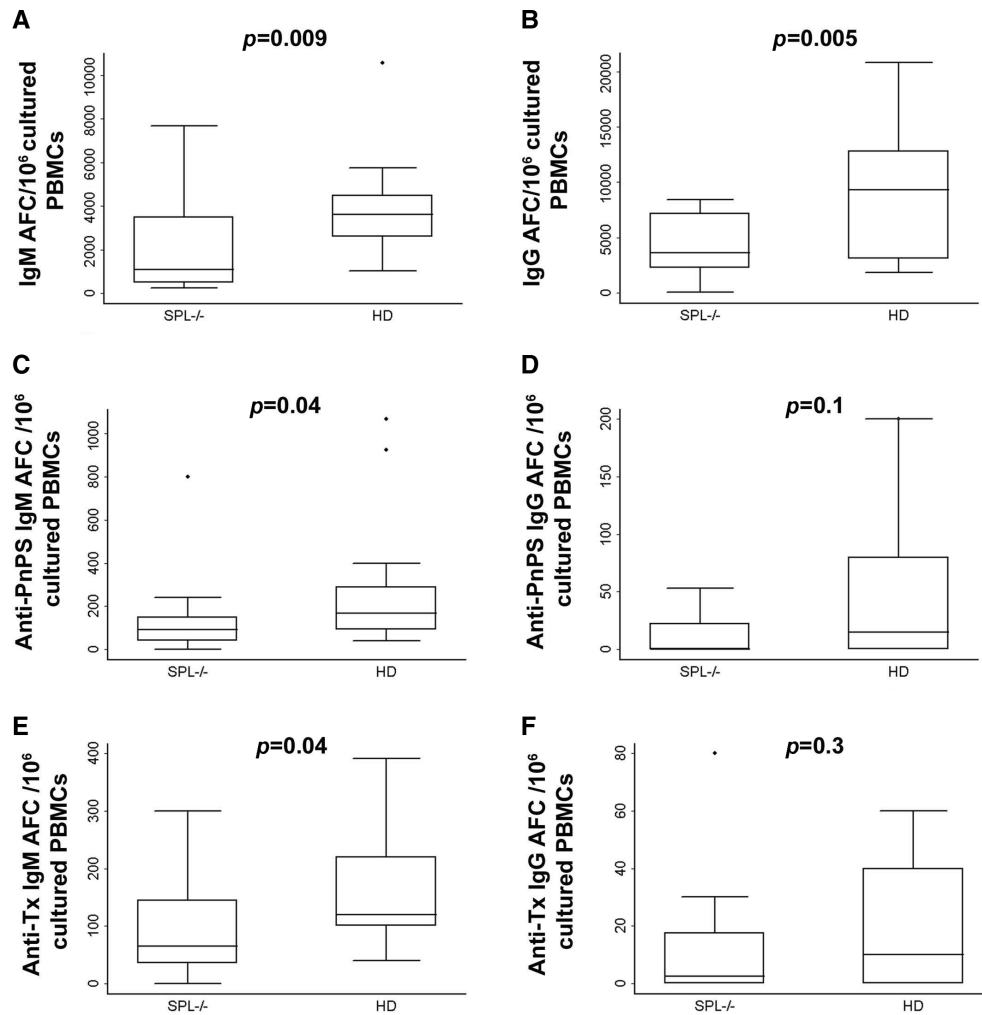 A
p=0.009
IgM AFC/10⁶ cultured
PBMCs
10000
8000
6000
4000
2000
0
SPL-/-
HD
B
p=0.005
IgG AFC/10⁶ cultured
PBMCs
20000
15000
10000
5000
0
SPL-/-
HD
C
p=0.04
Anti-PnPS IgM AFC /10⁶
cultured PBMCs
1000
800
600
400
200
0
SPL-/-
HD
D
p=0.1
Anti-PnPS IgG AFC /10⁶
cultured PBMCs
200
150
100
50
0
SPL-/-
HD
E
p=0.04
Anti-Tx IgM AFC /10⁶
cultured PBMCs
400
300
200
100
0
SPL-/-
HD
F
p=0.3
Anti-Tx IgG AFC /10⁶
cultured PBMCs
80
60
40
20
0
SPL-/-
HD